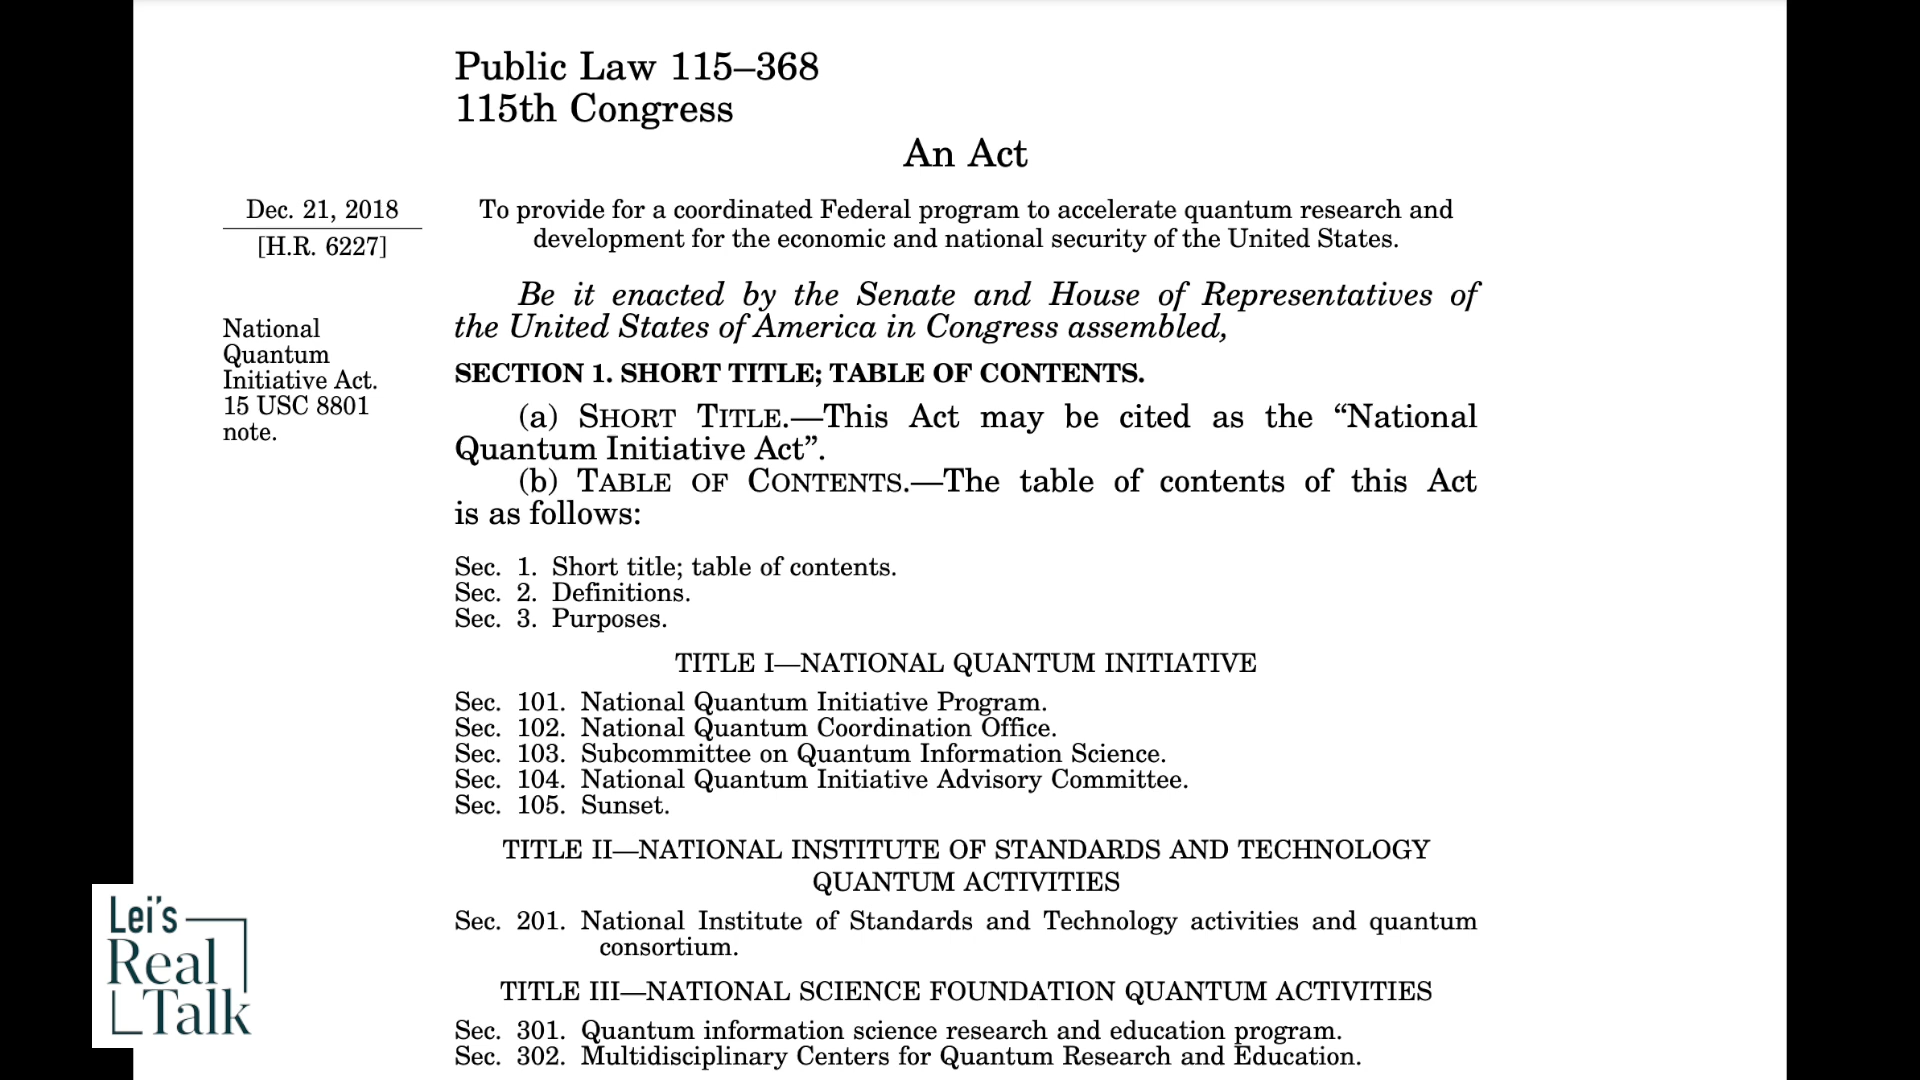 Public Law 115–368
115th Congress
An Act
Dec. 21, 2018
[H.R. 6227]
To provide for a coordinated Federal program to accelerate quantum research and
development for the economic and national security of the United States.
Be it enacted by the Senate and House of Representatives of
the United States of America in Congress assembled,
National
Quantum
Initiative Act.
15 USC 8801
note.
SECTION 1. SHORT TITLE; TABLE OF CONTENTS.
(a) SHORT TITLE.—This Act may be cited as the “National
Quantum Initiative Act”.
(b) TABLE OF CONTENTS.—The table of contents of this Act
is as follows:
Sec. 1. Short title; table of contents.
Sec. 2. Definitions.
Sec. 3. Purposes.
TITLE I—NATIONAL QUANTUM INITIATIVE
Sec. 101. National Quantum Initiative Program.
Sec. 102. National Quantum Coordination Office.
Sec. 103. Subcommittee on Quantum Information Science.
Sec. 104. National Quantum Initiative Advisory Committee.
Sec. 105. Sunset.
TITLE II—NATIONAL INSTITUTE OF STANDARDS AND TECHNOLOGY
QUANTUM ACTIVITIES
Sec. 201. National Institute of Standards and Technology activities and quantum
consortium.
TITLE III—NATIONAL SCIENCE FOUNDATION QUANTUM ACTIVITIES
Sec. 301. Quantum information science research and education program.
Sec. 302. Multidisciplinary Centers for Quantum Research and Education.
Lei's
Real
Talk